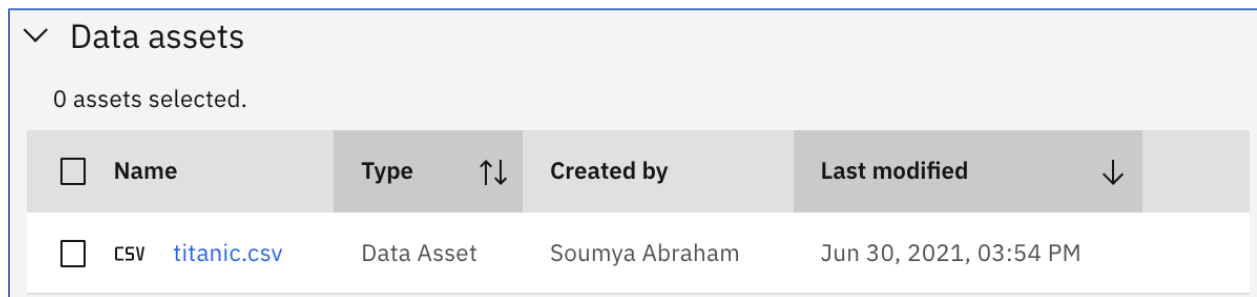 Data assets
0 assets selected.
Name Type Created by Last modified
CSV titanic.csv Data Asset Soumya Abraham Jun 30, 2021, 03:54 PM